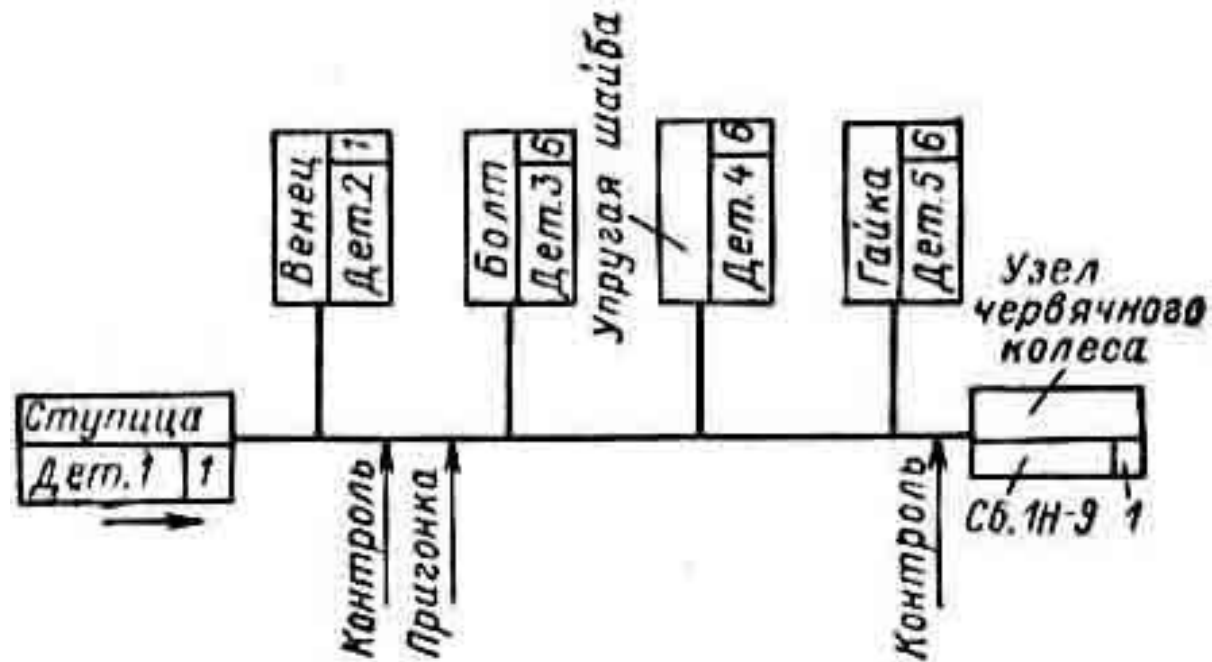 Венец
Дет.2
1
Болт
Дет.3
6
Упругая шайба
Дет.4
6
Гайка
Дет.5
6
Узел
червячного
колеса
Ступица
Дет.1
1
Сб.1Н-9
1
Контроль
Пригонка
Контроль